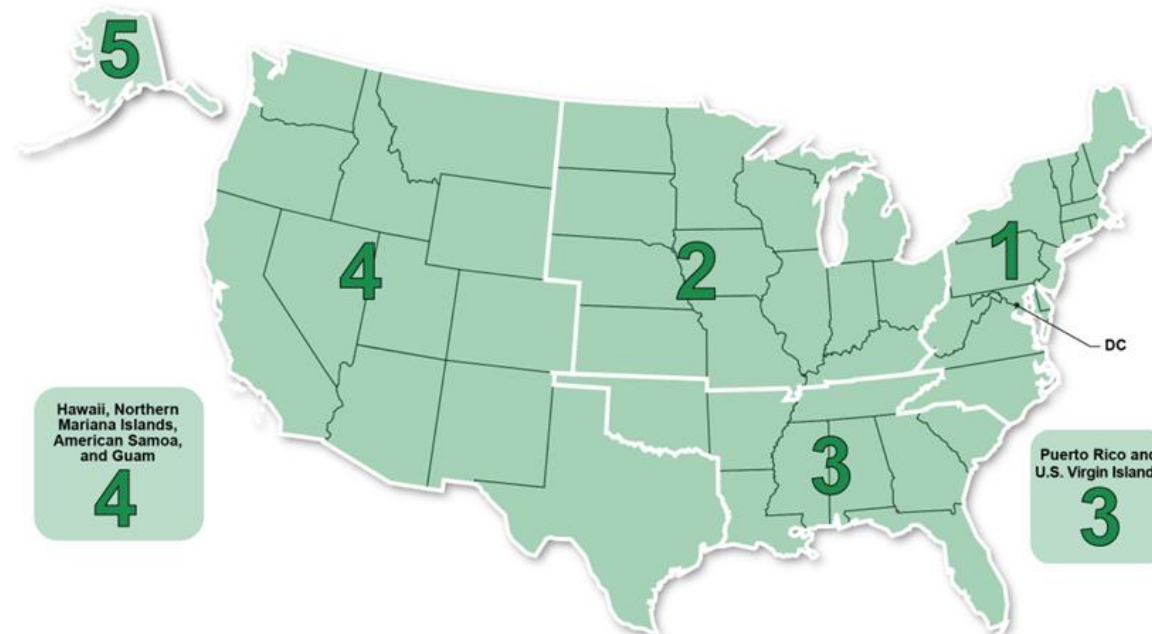 5
4
2
1
DC
Hawaii, Northern
Mariana Islands,
American Samoa,
and Guam
4
3
Puerto Rico and
U.S. Virgin Island
3